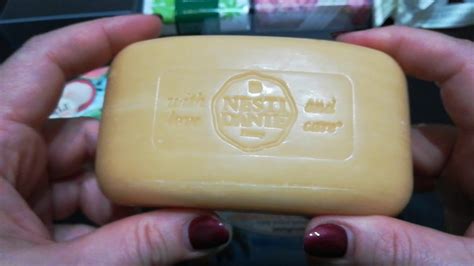 with
love
NESTI
DANTE
and
care®